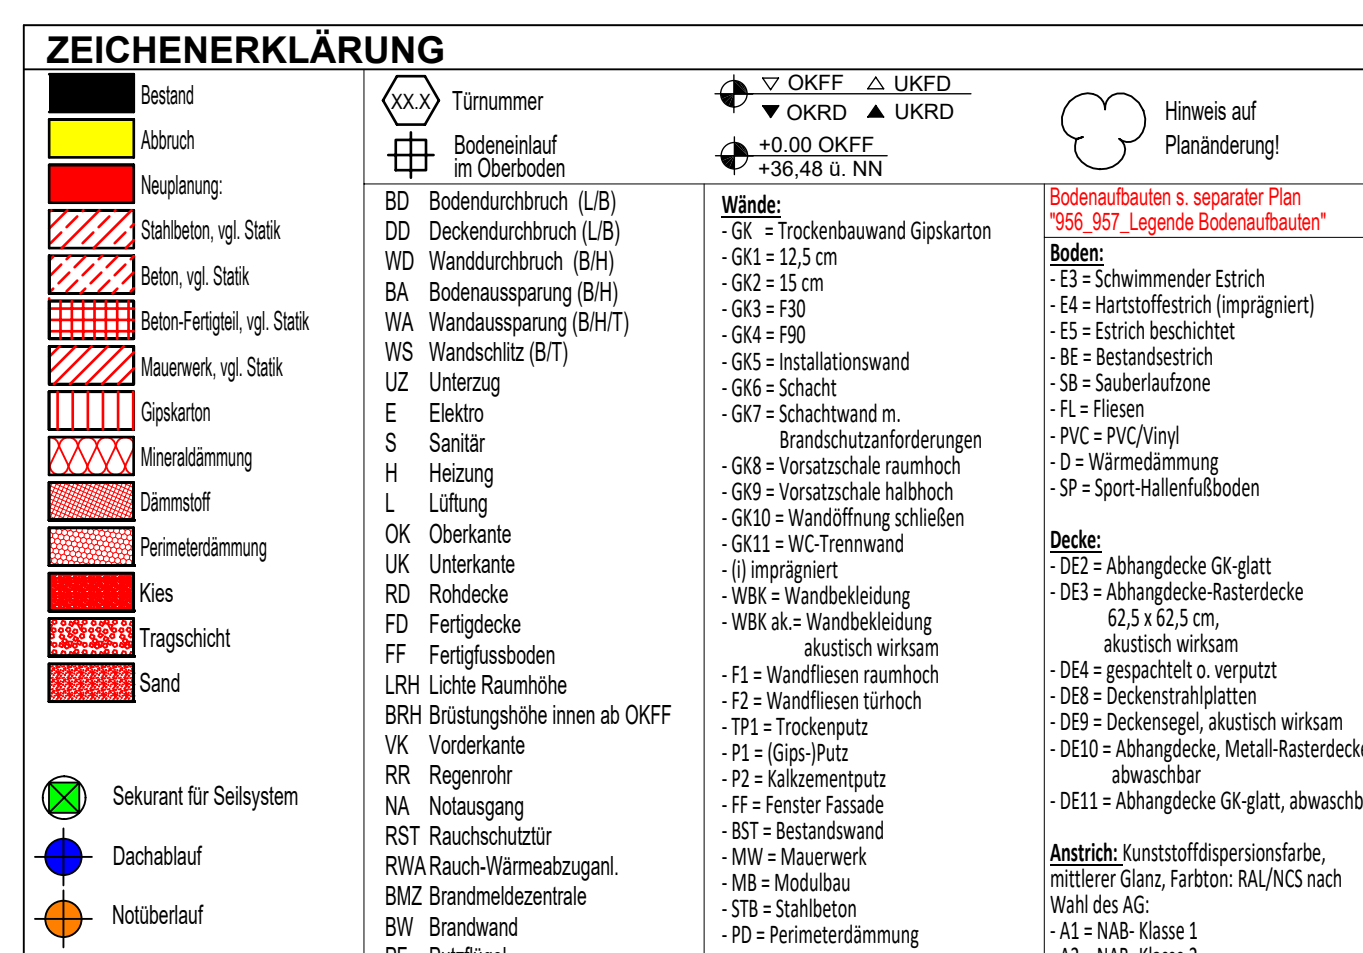 ZEICHENERKLÄRUNG
Bestand
Abbruch
Neuplanung:
Stahlbeton, vgl. Statik
Beton, vgl. Statik
Beton-Fertigteil, vgl. Statik
Mauerwerk, vgl. Statik
Gipskarton
Mineraldämmung
Dämmstoff
Perimeterdämmung
Kies
Tragschicht
Sand
Sekurant für Seilsystem
Dachablauf
Notüberlauf
XX.X Türnummer
Bodeneinlauf
im Oberboden
BD Bodendurchbruch (L/B)
DD Deckendurchbruch (L/B)
WD Wanddurchbruch (B/H)
BA Bodenaussparung (B/H)
WA Wandaussparung (B/H/T)
WS Wandschlitz (B/T)
UZ Unterzug
E Elektro
S Sanitär
H Heizung
L Lüftung
OK Oberkante
UK Unterkante
RD Rohdecke
FD Fertigdecke
FF Fertigfussboden
LRH Lichte Raumhöhe
BRH Brüstungshöhe innen ab OKFF
VK Vorderkante
RR Regenrohr
NA Notausgang
RST Rauchschutztür
RWA Rauch-Wärmeabzuganl.
BMZ Brandmeldezentrale
BW Brandwand
▽ OKFF △ UKFD
▼ OKRD ▲ UKRD
+0.00 OKFF
+36,48 ü. NN
Wände:
- GK = Trockenbauwand Gipskarton
- GK1 = 12,5 cm
- GK2 = 15 cm
- GK3 = F30
- GK4 = F90
- GK5 = Installationswand
- GK6 = Schacht
- GK7 = Schachtwand m.
Brandschutzanforderungen
- GK8 = Vorsatzschale raumhoch
- GK9 = Vorsatzschale halbhoch
- GK10 = Wandöffnung schließen
- GK11 = WC-Trennwand
- (i) imprägniert
- WBK = Wandbekleidung
- WBK ak.= Wandbekleidung
akustisch wirksam
- F1 = Wandfliesen raumhoch
- F2 = Wandfliesen türhoch
- TP1 = Trockenputz
- P1 = (Gips-)Putz
- P2 = Kalkzementputz
- FF = Fenster Fassade
- BST = Bestandswand
- MW = Mauerwerk
- MB = Modulbau
- STB = Stahlbeton
- PD = Perimeterdämmung
Hinweis auf
Planänderung!
Bodenaufbauten s. separater Plan
"956_957_Legende Bodenaufbauten"
Boden:
- E3 = Schwimmender Estrich
- E4 = Hartstoffestrich (imprägniert)
- E5 = Estrich beschichtet
- BE = Bestandsestrich
- SB = Sauberlaufzone
- FL = Fliesen
- PVC = PVC/Vinyl
- D = Wärmedämmung
- SP = Sport-Hallenfußboden
Decke:
- DE2 = Abhangdecke GK-glatt
- DE3 = Abhangdecke-Rasterdecke
62,5 x 62,5 cm,
akustisch wirksam
- DE4 = gespachtelt o. verputzt
- DE8 = Deckenstrahlplatten
- DE9 = Deckensegel, akustisch wirksam
- DE10 = Abhangdecke, Metall-Rasterdecke
abwaschbar
- DE11 = Abhangdecke GK-glatt, abwaschb
Anstrich: Kunststoffdispersionsfarbe,
mittlerer Glanz, Farbton: RAL/NCS nach
Wahl des AG:
- A1 = NAB- Klasse 1